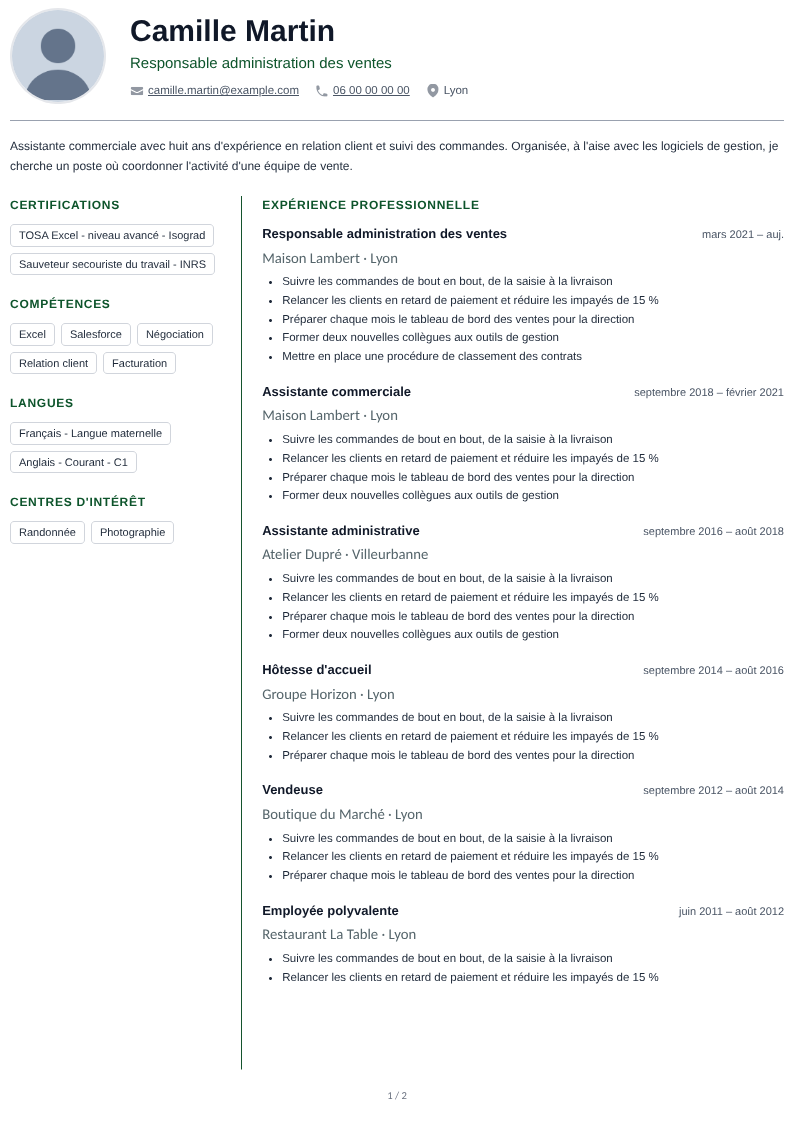 Camille Martin
Responsable administration des ventes
camille.martin@example.com 06 00 00 00 00 Lyon
Assistante commerciale avec huit ans d'expérience en relation client et suivi des commandes. Organisée, à l'aise avec les logiciels de gestion, je
cherche un poste où coordonner l'activité d'une équipe de vente.
CERTIFICATIONS
TOSA Excel - niveau avancé - Isograd
Sauveteur secouriste du travail - INRS
COMPÉTENCES
Excel Salesforce Négociation
Relation client Facturation
LANGUES
Français - Langue maternelle
Anglais - Courant - C1
CENTRES D'INTÉRÊT
Randonnée Photographie
EXPÉRIENCE PROFESSIONNELLE
Responsable administration des ventes mars 2021 – auj.
Maison Lambert · Lyon
• Suivre les commandes de bout en bout, de la saisie à la livraison
• Relancer les clients en retard de paiement et réduire les impayés de 15 %
• Préparer chaque mois le tableau de bord des ventes pour la direction
• Former deux nouvelles collègues aux outils de gestion
• Mettre en place une procédure de classement des contrats
Assistante commerciale septembre 2018 – février 2021
Maison Lambert · Lyon
• Suivre les commandes de bout en bout, de la saisie à la livraison
• Relancer les clients en retard de paiement et réduire les impayés de 15 %
• Préparer chaque mois le tableau de bord des ventes pour la direction
• Former deux nouvelles collègues aux outils de gestion
Assistante administrative septembre 2016 – août 2018
Atelier Dupré · Villeurbanne
• Suivre les commandes de bout en bout, de la saisie à la livraison
• Relancer les clients en retard de paiement et réduire les impayés de 15 %
• Préparer chaque mois le tableau de bord des ventes pour la direction
• Former deux nouvelles collègues aux outils de gestion
Hôtesse d'accueil septembre 2014 – août 2016
Groupe Horizon · Lyon
• Suivre les commandes de bout en bout, de la saisie à la livraison
• Relancer les clients en retard de paiement et réduire les impayés de 15 %
• Préparer chaque mois le tableau de bord des ventes pour la direction
Vendeuse septembre 2012 – août 2014
Boutique du Marché · Lyon
• Suivre les commandes de bout en bout, de la saisie à la livraison
• Relancer les clients en retard de paiement et réduire les impayés de 15 %
• Préparer chaque mois le tableau de bord des ventes pour la direction
Employée polyvalente juin 2011 – août 2012
Restaurant La Table · Lyon
• Suivre les commandes de bout en bout, de la saisie à la livraison
• Relancer les clients en retard de paiement et réduire les impayés de 15 %
1 / 2